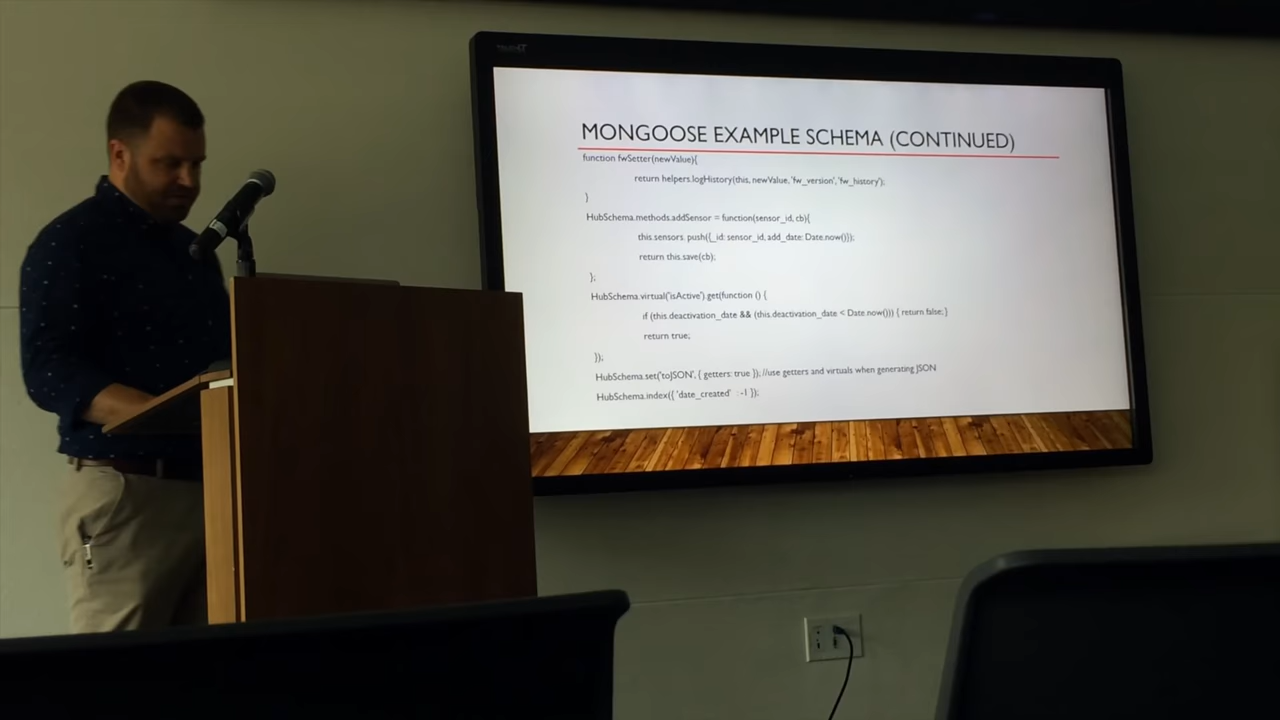 MONGOOSE EXAMPLE SCHEMA (CONTINUED)
function fwSetter(newValue){
return helpers.logHistory(this, newValue, 'fw_version', 'fw_history');
}
HubSchema.methods.addSensor = function(sensor_id, cb){
this.sensors.push({_id: sensor_id, add_date: Date.now()});
return this.save(cb);
};
HubSchema.virtual('isActive').get(function () {
if (this.deactivation_date && (this.deactivation_date < Date.now())) { return false; }
return true;
});
HubSchema.set('toJSON', { getters: true }); //use getters and virtuals when generating JSON
HubSchema.index({ 'date_created' : -1 });